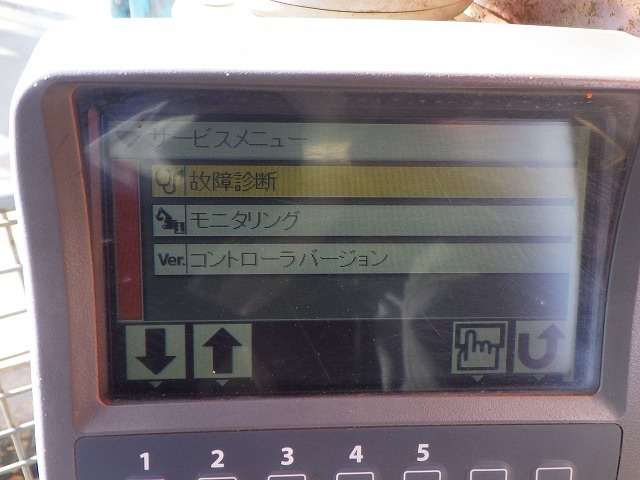 サービスメニュー
故障診断
モニタリング
Ver. コントローラバージョン
1 2 3 4 5